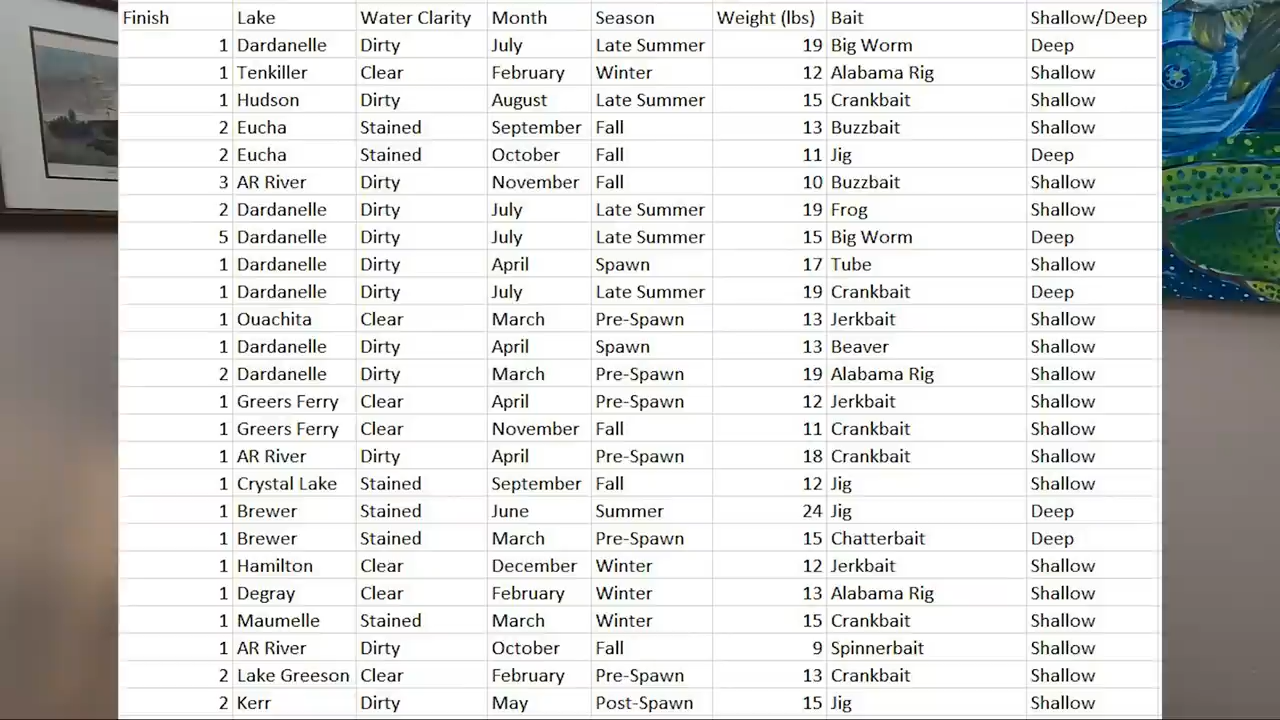 Finish Lake Water Clarity Month Season Weight (lbs) Bait Shallow/Deep
1 Dardanelle Dirty July Late Summer 19 Big Worm Deep
1 Tenkiller Clear February Winter 12 Alabama Rig Shallow
1 Hudson Dirty August Late Summer 15 Crankbait Shallow
2 Eucha Stained September Fall 13 Buzzbait Shallow
2 Eucha Stained October Fall 11 Jig Deep
3 AR River Dirty November Fall 10 Buzzbait Shallow
2 Dardanelle Dirty July Late Summer 19 Frog Shallow
5 Dardanelle Dirty July Late Summer 15 Big Worm Deep
1 Dardanelle Dirty April Spawn 17 Tube Shallow
1 Dardanelle Dirty July Late Summer 19 Crankbait Deep
1 Ouachita Clear March Pre-Spawn 13 Jerkbait Shallow
1 Dardanelle Dirty April Spawn 13 Beaver Shallow
2 Dardanelle Dirty March Pre-Spawn 19 Alabama Rig Shallow
1 Greers Ferry Clear April Pre-Spawn 12 Jerkbait Shallow
1 Greers Ferry Clear November Fall 11 Crankbait Shallow
1 AR River Dirty April Pre-Spawn 18 Crankbait Shallow
1 Crystal Lake Stained September Fall 12 Jig Shallow
1 Brewer Stained June Summer 24 Jig Deep
1 Brewer Stained March Pre-Spawn 15 Chatterbait Deep
1 Hamilton Clear December Winter 12 Jerkbait Shallow
1 Degray Clear February Winter 13 Alabama Rig Shallow
1 Maumelle Stained March Winter 15 Crankbait Shallow
1 AR River Dirty October Fall 9 Spinnerbait Shallow
2 Lake Greeson Clear February Pre-Spawn 13 Crankbait Shallow
2 Kerr Dirty May Post-Spawn 15 Jig Shallow